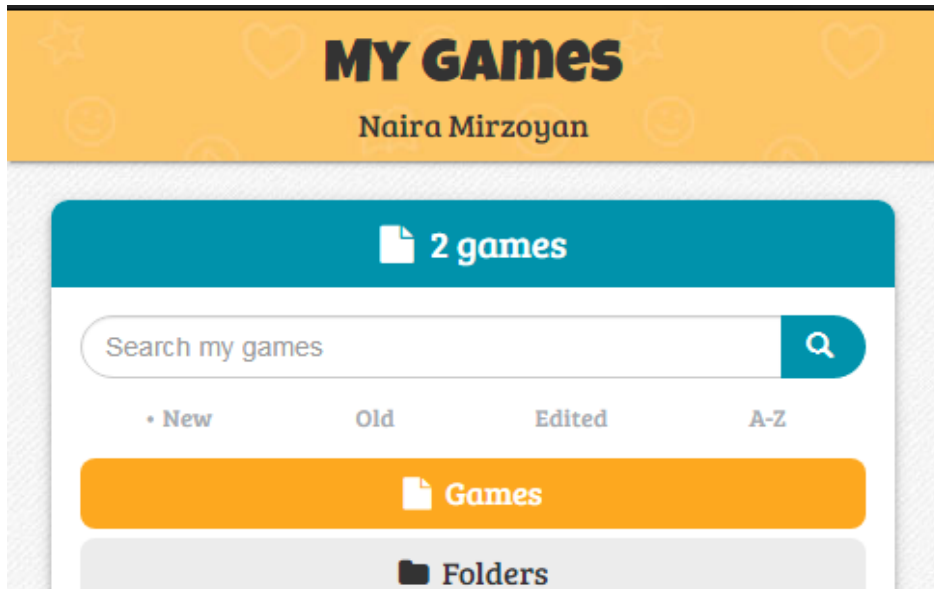 MY GAMES
Naira Mirzoyan
2 games
Search my games
• New Old Edited A-Z
Games
Folders